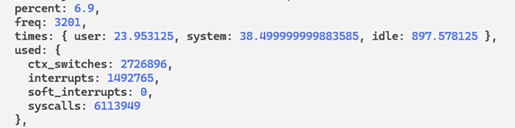 percent: 6.9,
freq: 3201,
times: { user: 23.953125, system: 38.499999999883585, idle: 897.578125 },
used: {
ctx_switches: 2726896,
interrupts: 1492765,
soft_interrupts: 0,
syscalls: 6113949
},